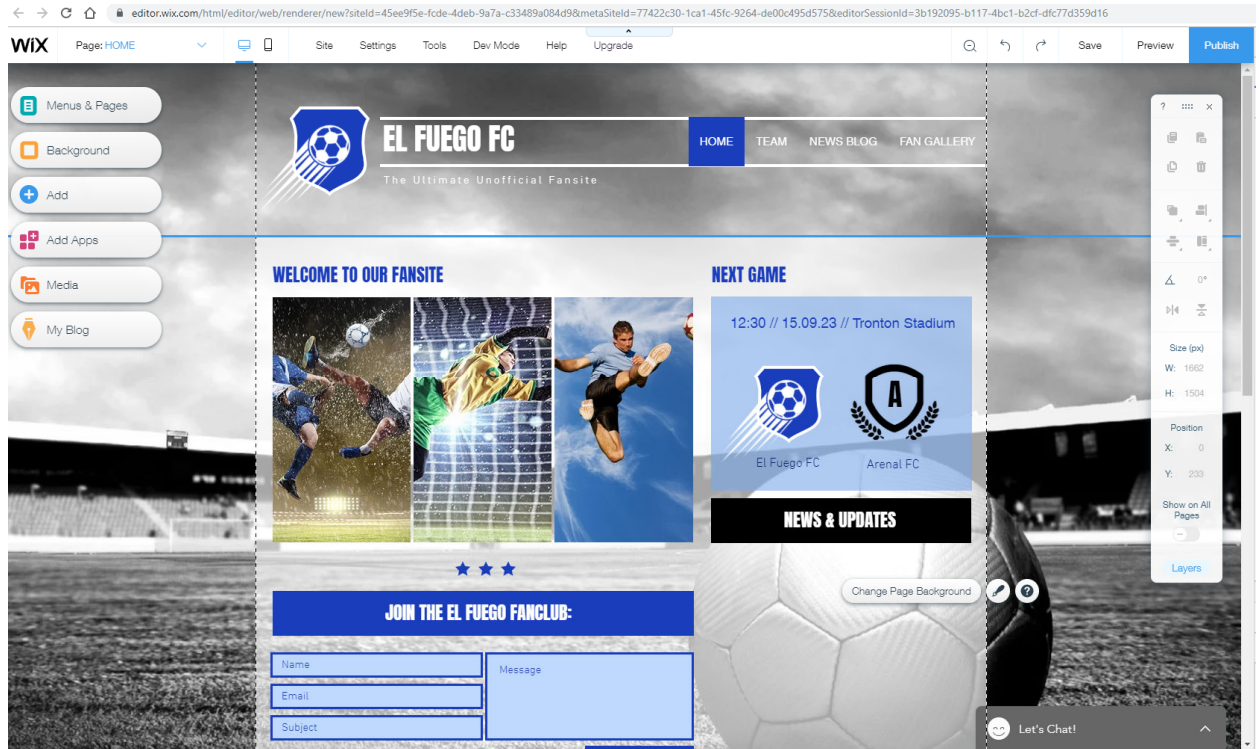 editor.wix.com/html/editor/web/renderer/new?siteId=45ee9f5e-fcde-4deb-9a7a-c33489a084d9&metaSiteId=77422c30-1ca1-45fc-9264-de00c495d575&editorSessionId=3b192095-b117-4bc1-b2cf-dfc77d359d16
WiX Page: HOME Site Settings Tools Dev Mode Help Upgrade Save Preview Publish
Menus & Pages
Background
Add
Add Apps
Media
My Blog
EL FUEGO FC
The Ultimate Unofficial Fansite
HOME TEAM NEWS BLOG FAN GALLERY
WELCOME TO OUR FANSITE
NEXT GAME
12:30 // 15.09.23 // Tronton Stadium
A
El Fuego FC Arenal FC
NEWS & UPDATES
JOIN THE EL FUEGO FANCLUB:
Name
Email
Subject
Message
Change Page Background
?
? ×
0°
Size (px)
W: 1662
H: 1504
Position
X: 0
Y: 233
Show on All
Pages
Layers
Let's Chat!